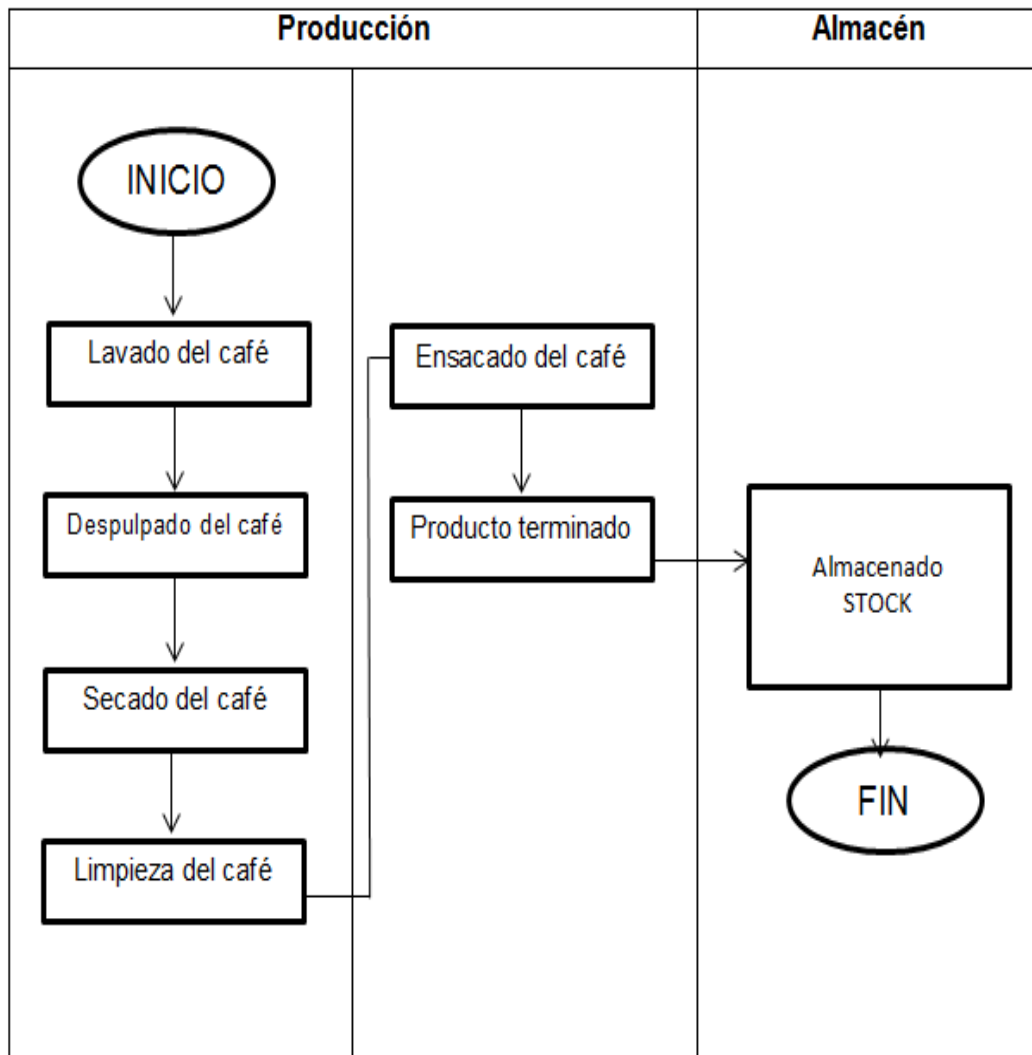 Producción
Almacén
INICIO
Lavado del café
Despulpado del café
Secado del café
Limpieza del café
Ensacado del café
Producto terminado
Almacenado
STOCK
FIN